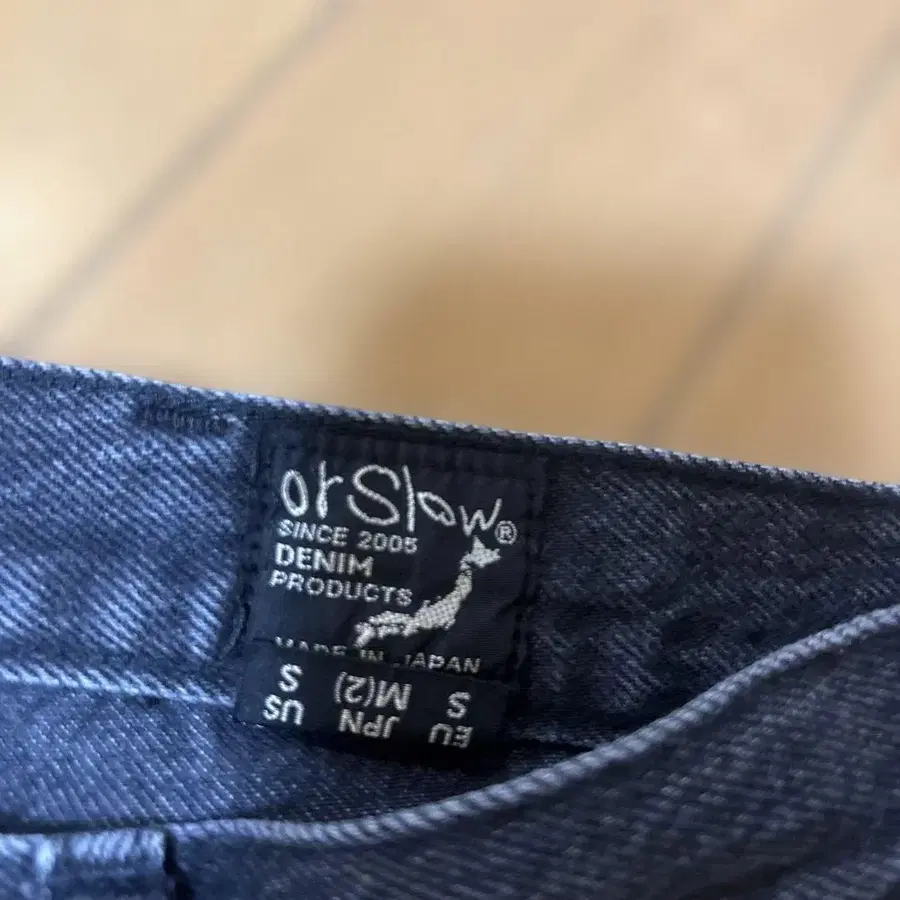 orSlow®
SINCE 2005
DENIM
PRODUCTS
MADE IN JAPAN
EU JPN US
S M(2) S